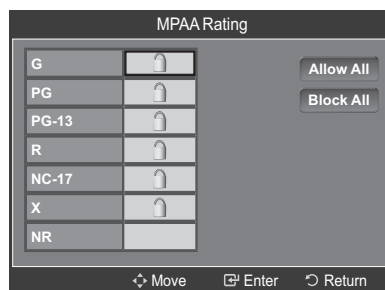 MPAA Rating
G
Allow All
PG
Block All
PG-13
R
NC-17
X
NR
Move Enter Return